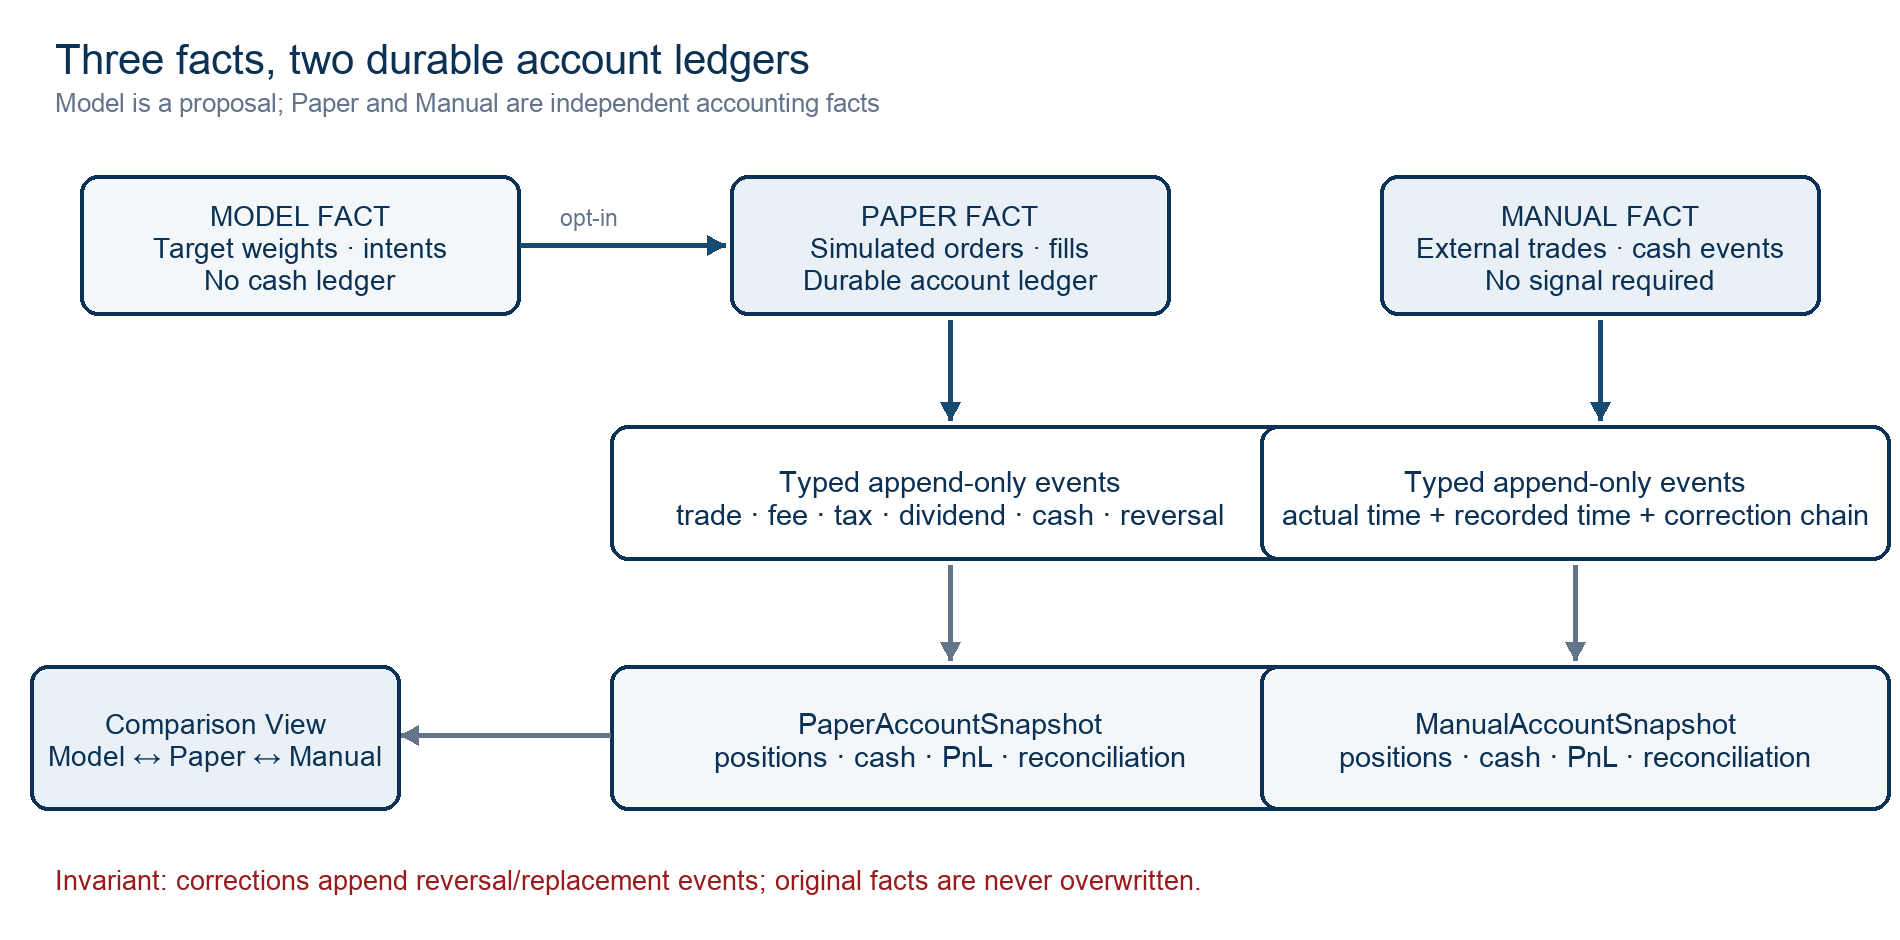 Three facts, two durable account ledgers
Model is a proposal; Paper and Manual are independent accounting facts
MODEL FACT
Target weights · intents
No cash ledger
opt-in
PAPER FACT
Simulated orders · fills
Durable account ledger
MANUAL FACT
External trades · cash events
No signal required
Typed append-only events
trade · fee · tax · dividend · cash · reversal
Typed append-only events
actual time + recorded time + correction chain
Comparison View
Model ↔ Paper ↔ Manual
PaperAccountSnapshot
positions · cash · PnL · reconciliation
ManualAccountSnapshot
positions · cash · PnL · reconciliation
Invariant: corrections append reversal/replacement events; original facts are never overwritten.